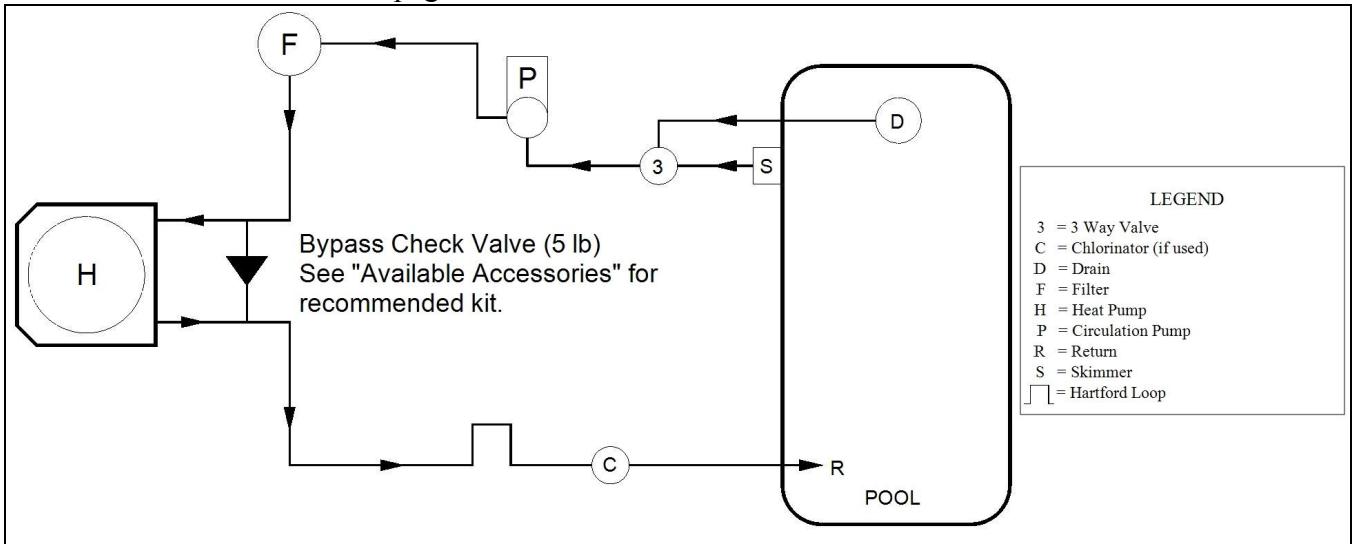 F
P
D
3
S
H
Bypass Check Valve (5 lb)
See "Available Accessories" for
recommended kit.
C
R
POOL
LEGEND
3 = 3 Way Valve
C = Chlorinator (if used)
D = Drain
F = Filter
H = Heat Pump
P = Circulation Pump
R = Return
S = Skimmer
= Hartford Loop